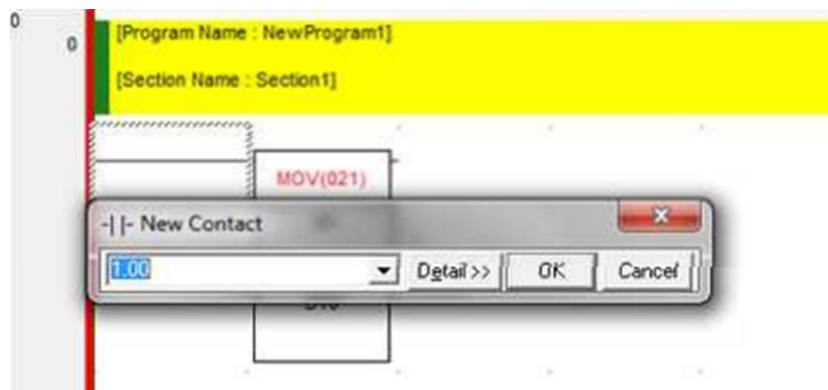 0
0
[Program Name : NewProgram1]
[Section Name : Section1]
MOV(021)
-| |- New Contact
1.00
Detail >>
OK
Cancel